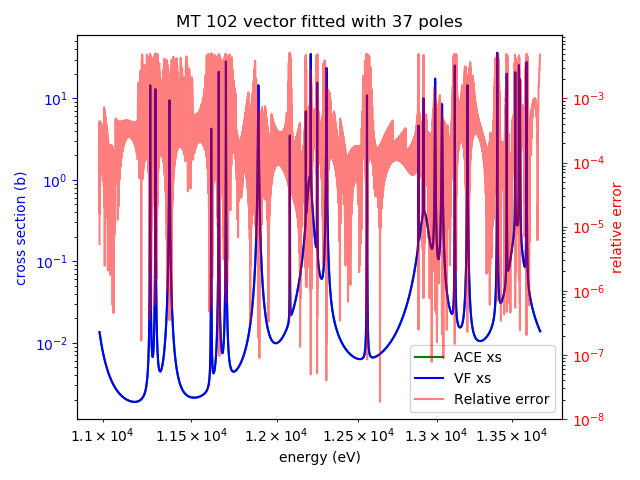 MT 102 vector fitted with 37 poles
cross section (b)
10¹
10⁰
10⁻¹
10⁻²
relative error
10⁻³
10⁻⁴
10⁻⁵
10⁻⁶
10⁻⁷
10⁻⁸
ACE xs
VF xs
Relative error
1.1 × 10⁴ 1.15 × 10⁴ 1.2 × 10⁴ 1.25 × 10⁴ 1.3 × 10⁴ 1.35 × 10⁴
energy (eV)